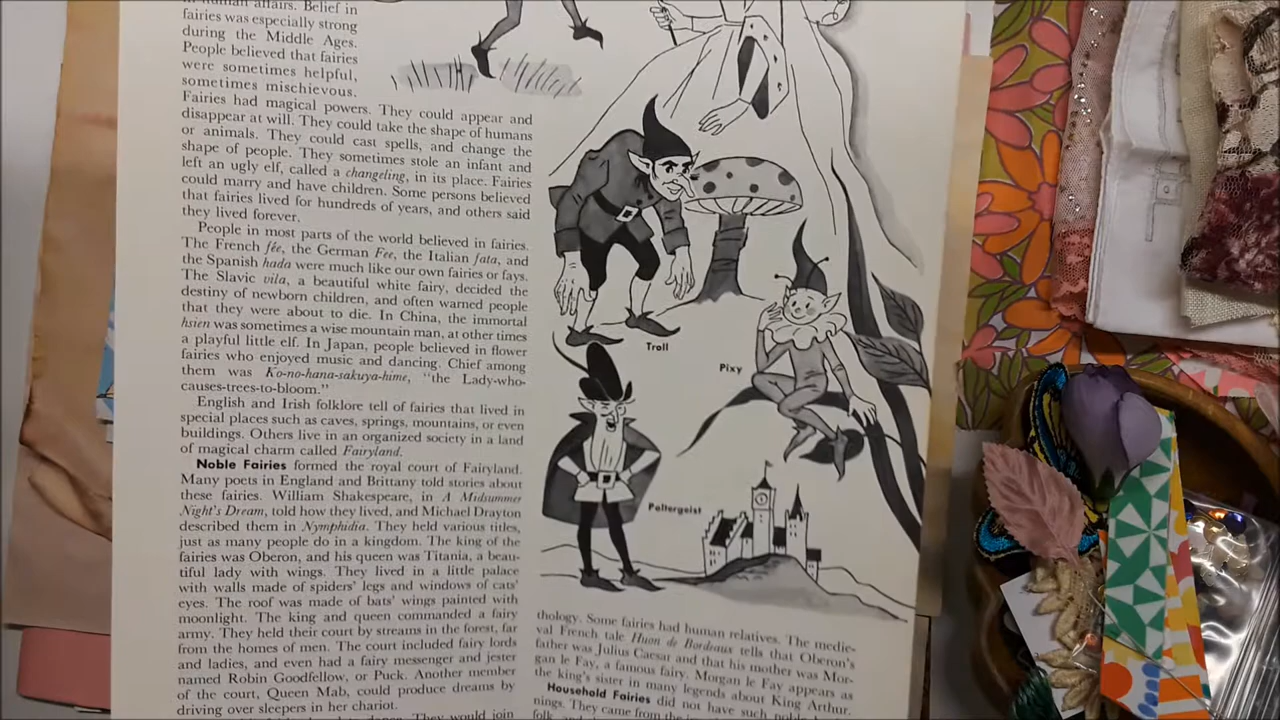 in human affairs. Belief in
fairies was especially strong
during the Middle Ages.
People believed that fairies
were sometimes helpful,
sometimes mischievous.
Fairies had magical powers. They could appear and
disappear at will. They could take the shape of humans
or animals. They could cast spells, and change the
shape of people. They sometimes stole an infant and
left an ugly elf, called a changeling, in its place. Fairies
could marry and have children. Some persons believed
that fairies lived for hundreds of years, and others said
they lived forever.
People in most parts of the world believed in fairies.
The French fée, the German Fee, the Italian fata, and
the Spanish hada were much like our own fairies or fays.
The Slavic vila, a beautiful white fairy, decided the
destiny of newborn children, and often warned people
that they were about to die. In China, the immortal
hsien was sometimes a wise mountain man, at other times
a playful little elf. In Japan, people believed in flower
fairies who enjoyed music and dancing. Chief among
them was Ko-no-hana-sakuya-hime, "the Lady-who-
causes-trees-to-bloom."
English and Irish folklore tell of fairies that lived in
special places such as caves, springs, mountains, or even
buildings. Others live in an organized society in a land
of magical charm called Fairyland.
Noble Fairies formed the royal court of Fairyland.
Many poets in England and Brittany told stories about
these fairies. William Shakespeare, in A Midsummer
Night's Dream, told how they lived, and Michael Drayton
described them in Nymphidia. They held various titles,
just as many people do in a kingdom. The king of the
fairies was Oberon, and his queen was Titania, a beau-
tiful lady with wings. They lived in a little palace
with walls made of spiders' legs and windows of cats'
eyes. The roof was made of bats' wings painted with
moonlight. The king and queen commanded a fairy
army. They held their court by streams in the forest, far
from the homes of men. The court included fairy lords
and ladies, and even had a fairy messenger and jester
named Robin Goodfellow, or Puck. Another member
of the court, Queen Mab, could produce dreams by
driving over sleepers in her chariot.
They would join
Troll
Pixy
Poltergeist
thology. Some fairies had human relatives. The medie-
val French tale Huon de Bordeaux tells that Oberon's
father was Julius Caesar and that his mother was Mor-
gan le Fay, a famous fairy. Morgan le Fay appears as
the king's sister in many legends about King Arthur.
Household Fairies did not have such noble
nings. They came from the
folk, and